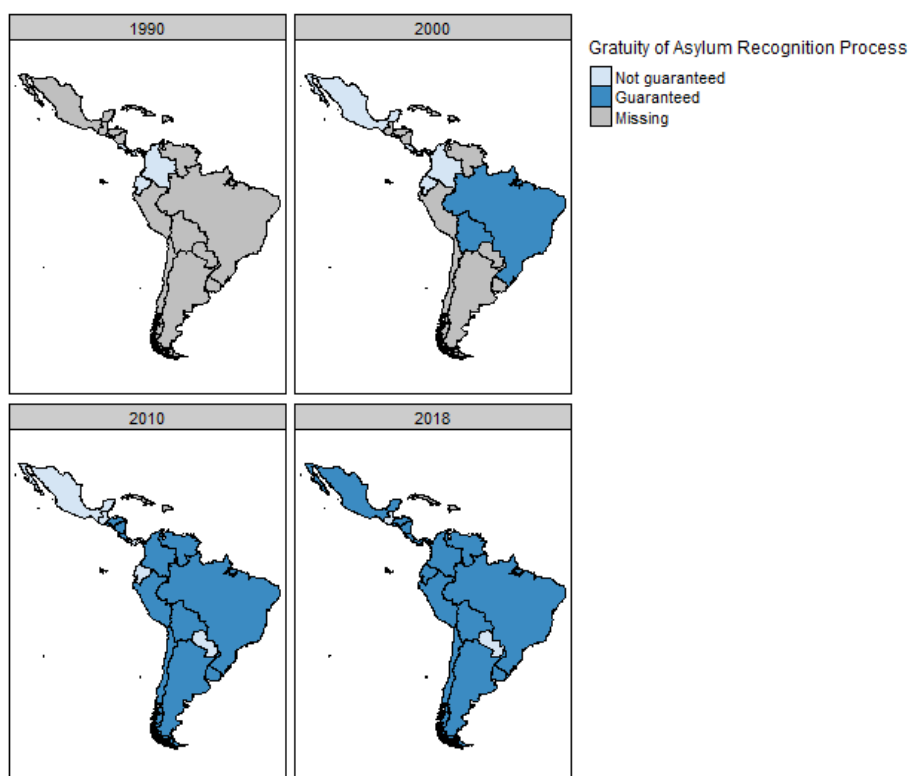 1990
2000
Gratuity of Asylum Recognition Process
Not guaranteed
Guaranteed
Missing
2010
2018